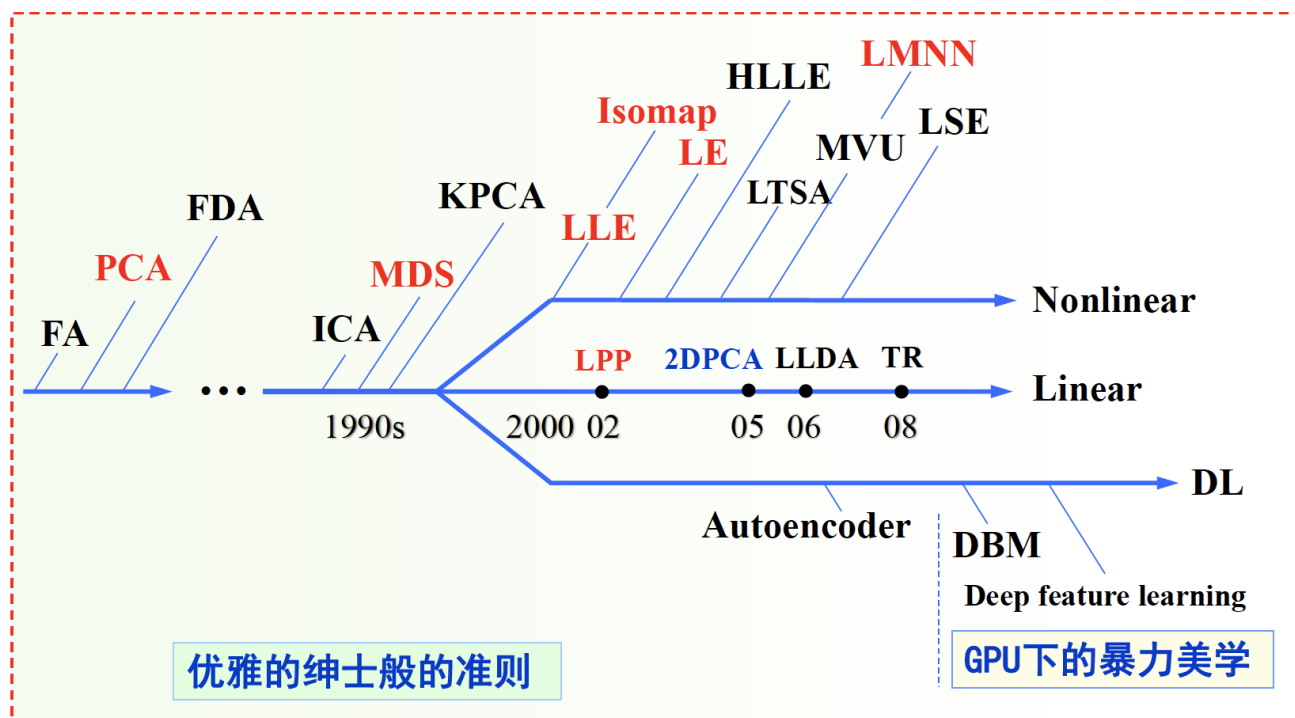 LMNN
HLLE
Isomap
LSE
LE
MVU
LTSA
KPCA
FDA
LLE
PCA
MDS
Nonlinear
ICA
FA
LPP
2DPCA
LLDA
TR
...
Linear
1990s
2000 02
05
06
08
DL
Autoencoder
DBM
Deep feature learning
优雅的绅士般的准则
GPU下的暴力美学